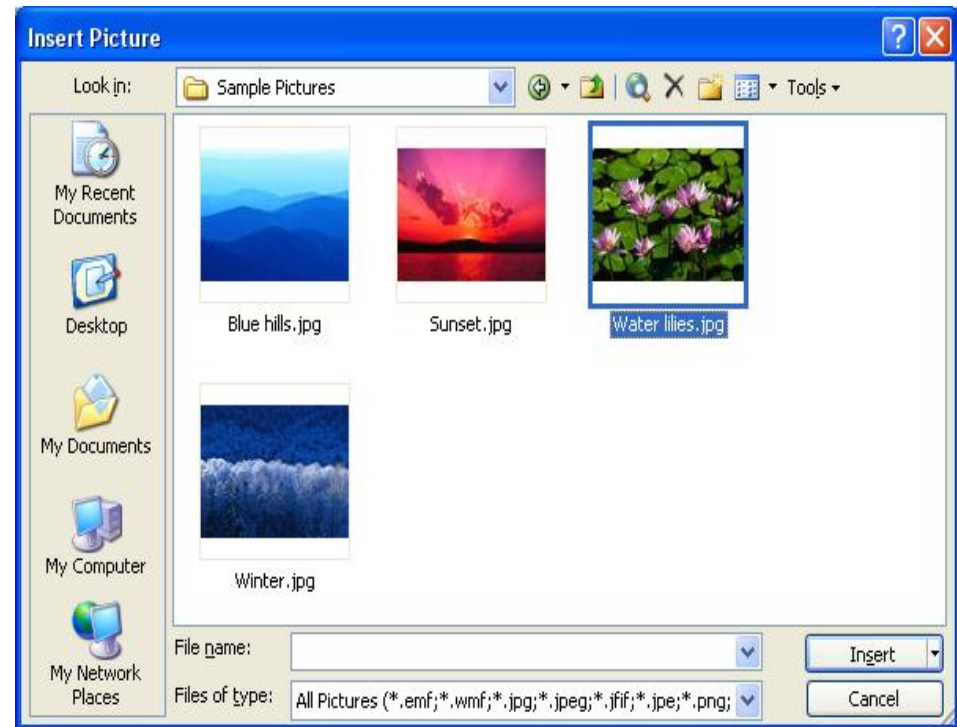 Insert Picture
Look in:
Sample Pictures
Tools
My Recent
Documents
Desktop
My Documents
My Computer
My Network
Places
Blue hills.jpg
Sunset.jpg
Water lilies.jpg
Winter.jpg
File name:
Files of type:
All Pictures (*.emf;*.wmf;*.jpg;*.jpeg;*.jfif;*.jpe;*.png;
Insert
Cancel